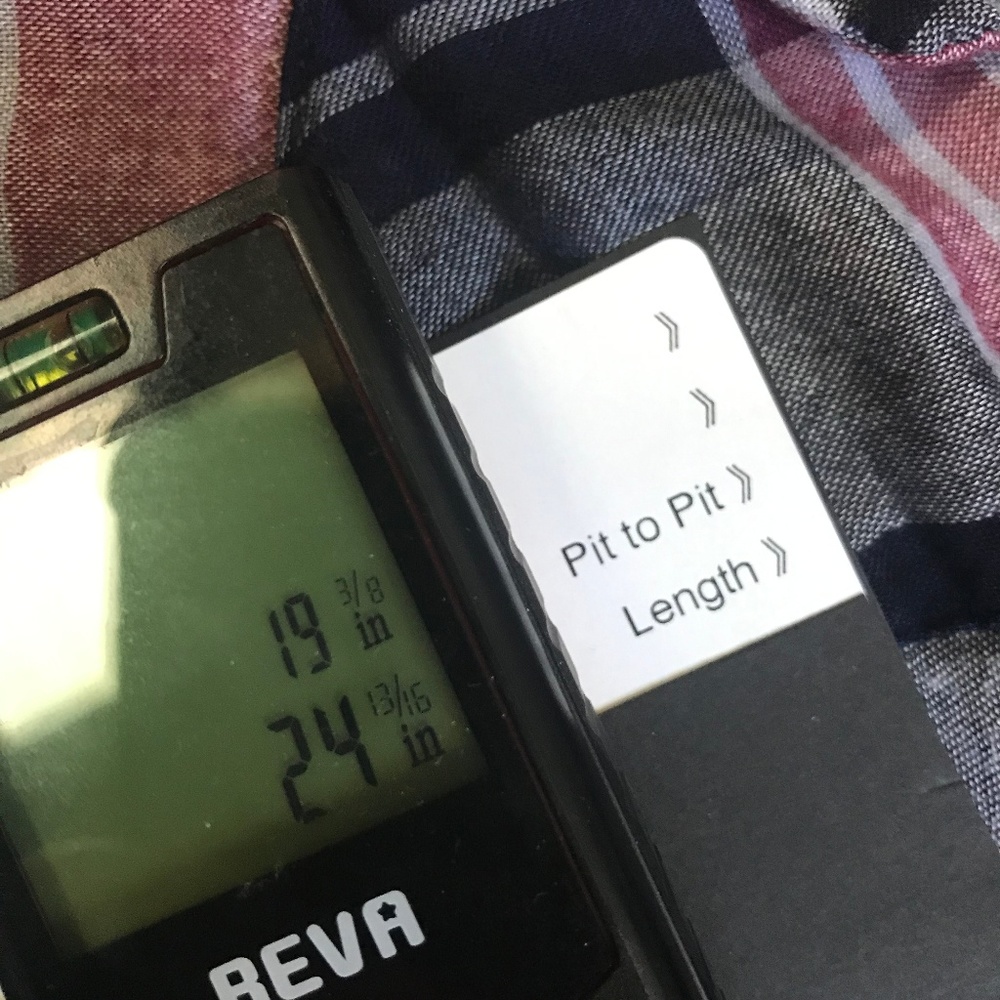 Pit to Pit »
Length »
19 3/8 in
24 13/16 in
REVA